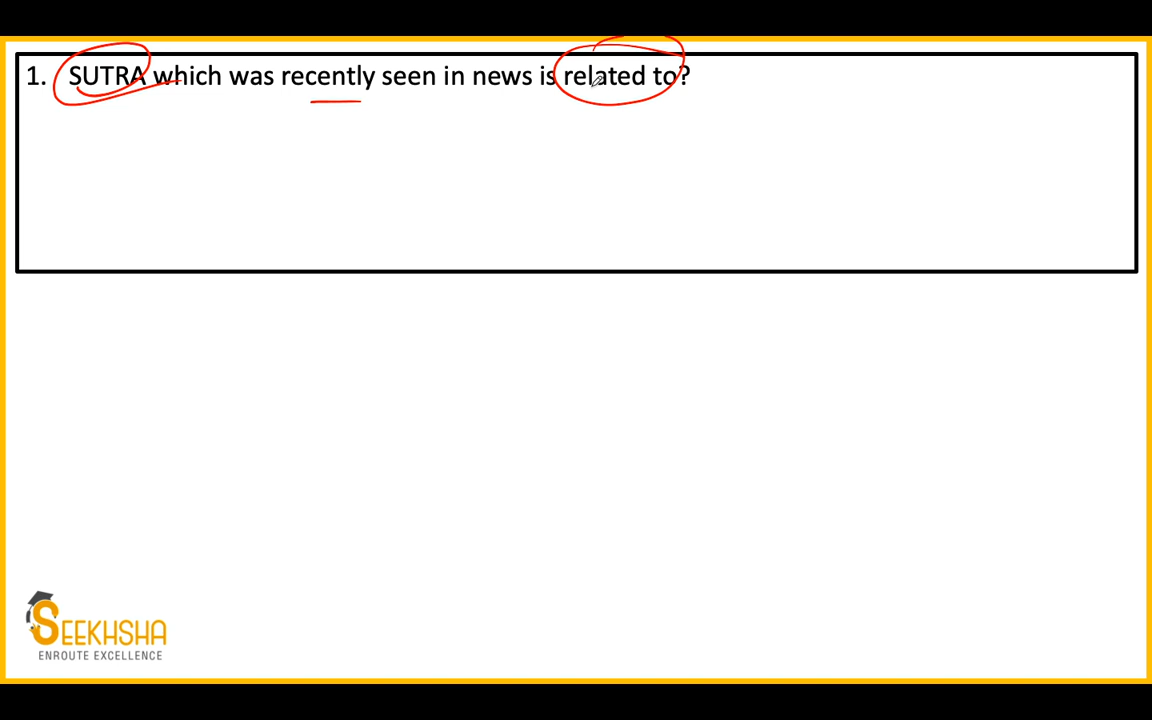 1. SUTRA which was recently seen in news is related to?
SEEKHSHA
ENROUTE EXCELLENCE